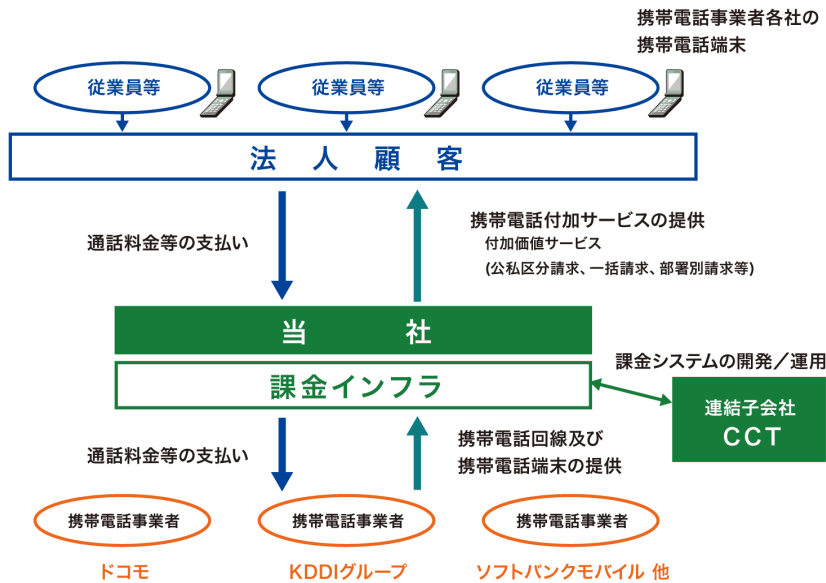 携帯電話事業者各社の
携帯電話端末
従業員等
従業員等
従業員等
法人顧客
通話料金等の支払い
携帯電話付加サービスの提供
付加価値サービス
(公私区分請求、一括請求、部署別請求等)
当社
課金インフラ
課金システムの開発／運用
連結子会社
CCT
通話料金等の支払い
携帯電話回線及び
携帯電話端末の提供
携帯電話事業者
携帯電話事業者
携帯電話事業者
ドコモ
KDDIグループ
ソフトバンクモバイル 他